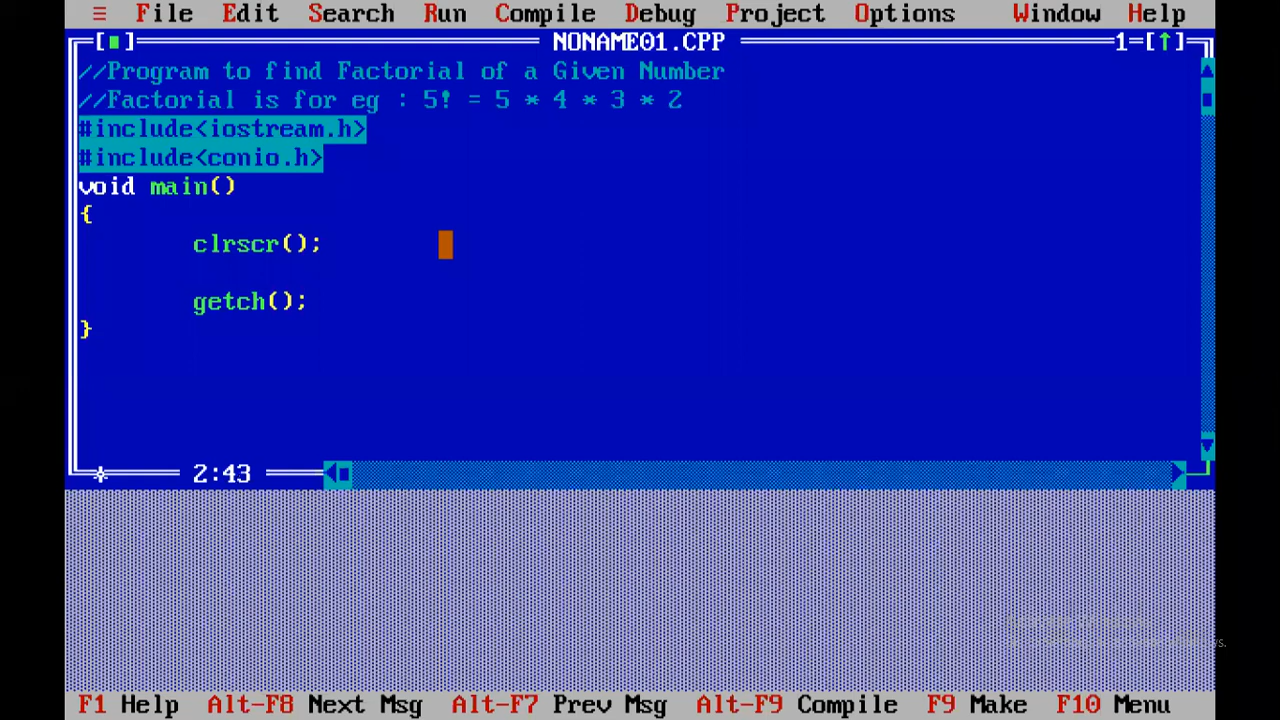 ≡ File Edit Search Run Compile Debug Project Options Window Help
[■] NONAME01.CPP 1=[↑]
//Program to find Factorial of a Given Number
//Factorial is for eg : 5! = 5 * 4 * 3 * 2
#include<iostream.h>
#include<conio.h>
void main()
{
clrscr();
getch();
}
2:43
F1 Help Alt-F8 Next Msg Alt-F7 Prev Msg Alt-F9 Compile F9 Make F10 Menu